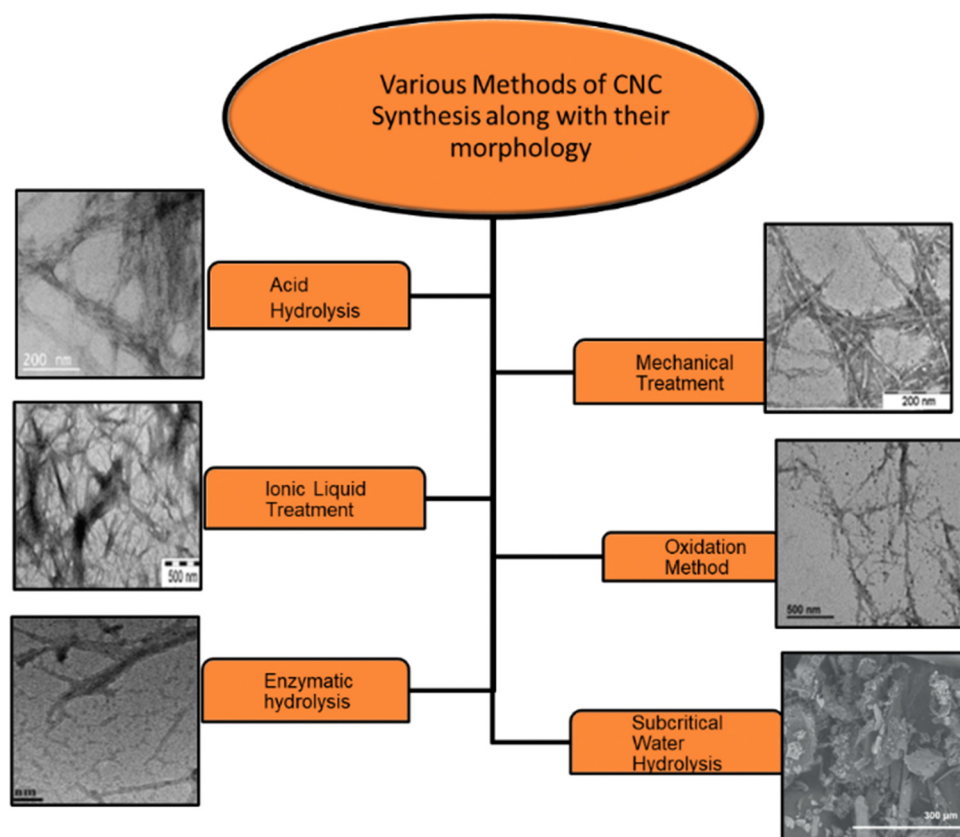 Various Methods of CNC
Synthesis along with their
morphology
Acid
Hydrolysis
200 nm
Mechanical
Treatment
200 nm
Ionic Liquid
Treatment
500 nm
Oxidation
Method
500 nm
Enzymatic
hydrolysis
nm
Subcritical
Water
Hydrolysis
300 µm